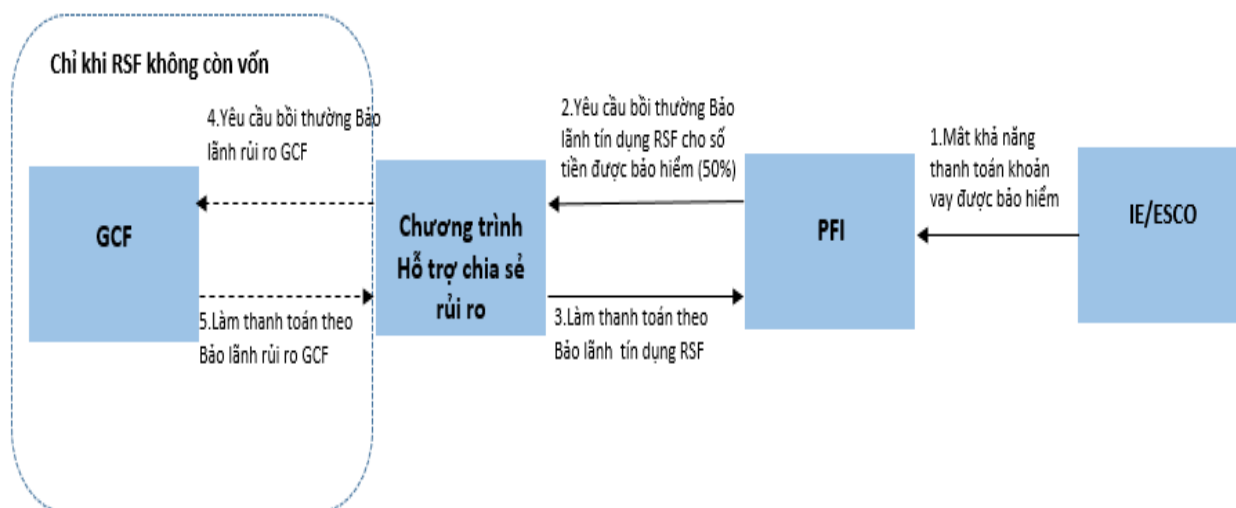 Chỉ khi RSF không còn vốn
4.Yêu cầu bồi thường Bảo
lãnh rủi ro GCF
GCF
5.Làm thanh toán theo
Bảo lãnh rủi ro GCF
Chương trình
Hỗ trợ chia sẻ
rủi ro
2.Yêu cầu bồi thường Bảo
lãnh tín dụng RSF cho số
tiền được bảo hiểm (50%)
3.Làm thanh toán theo
Bảo lãnh tín dụng RSF
PFI
1.Mât khả năng
thanh toán khoản
vay được bảo hiểm
IE/ESCO